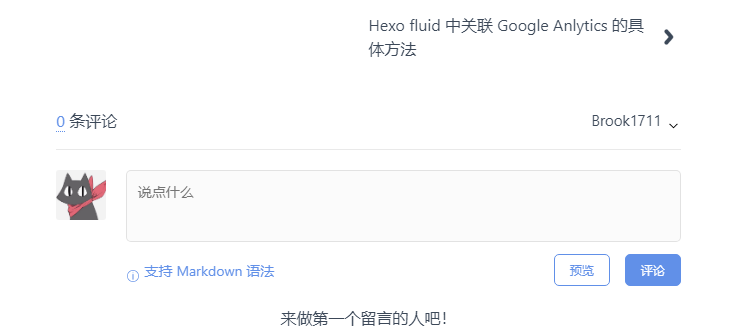 Hexo fluid 中关联 Google Anlytics 的具
体方法
0 条评论
Brook1711
说点什么
支持 Markdown 语法
预览
评论
来做第一个留言的人吧！